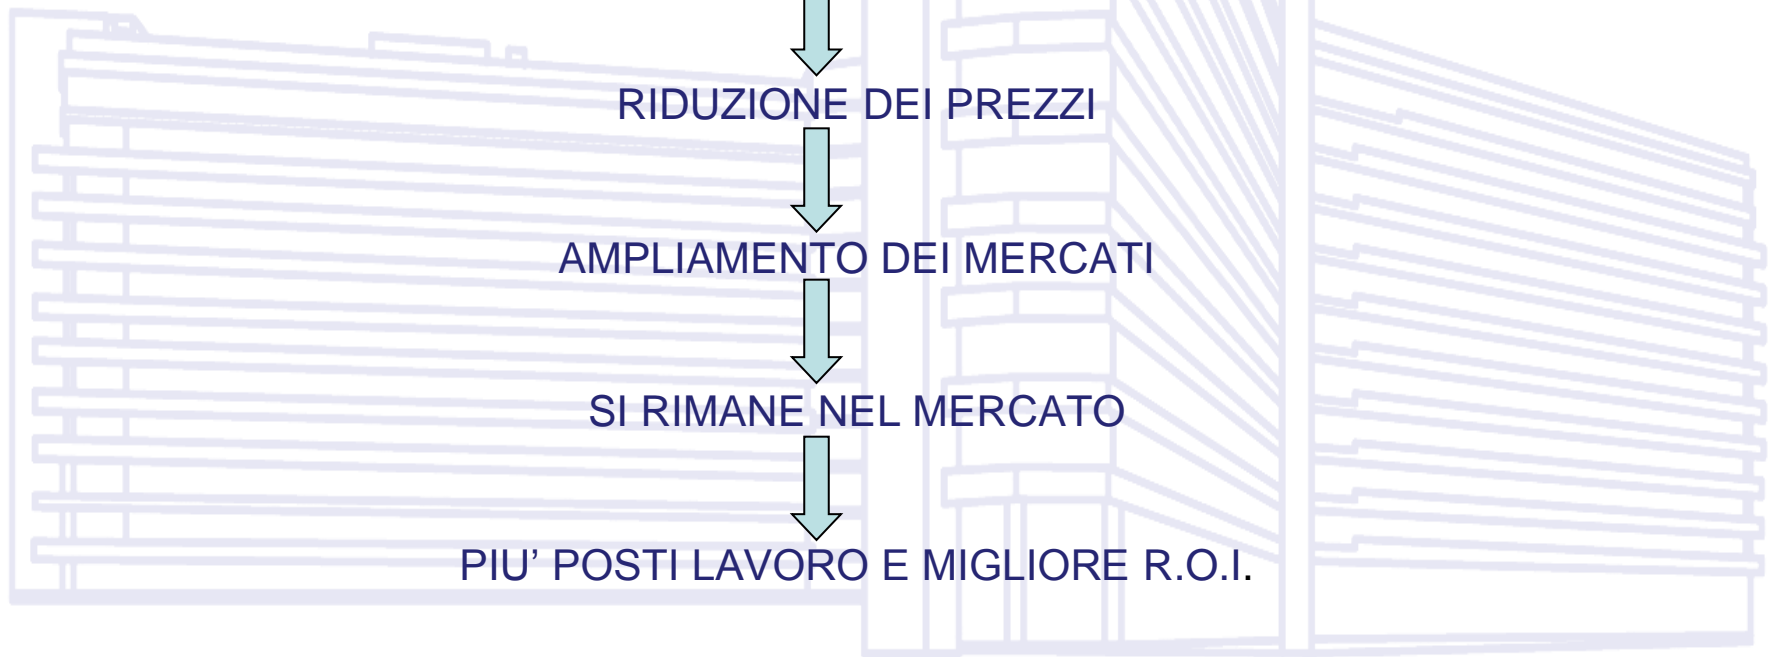 RIDUZIONE DEI PREZZI
AMPLIAMENTO DEI MERCATI
SI RIMANE NEL MERCATO
PIU' POSTI LAVORO E MIGLIORE R.O.I.